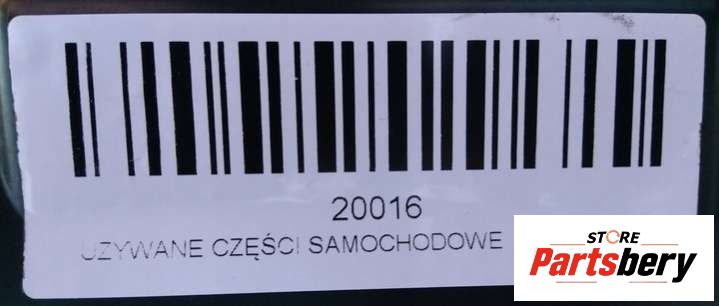 20016
UZYWANE CZĘŚCI SAMOCHODOWE
STORE
Partsbery